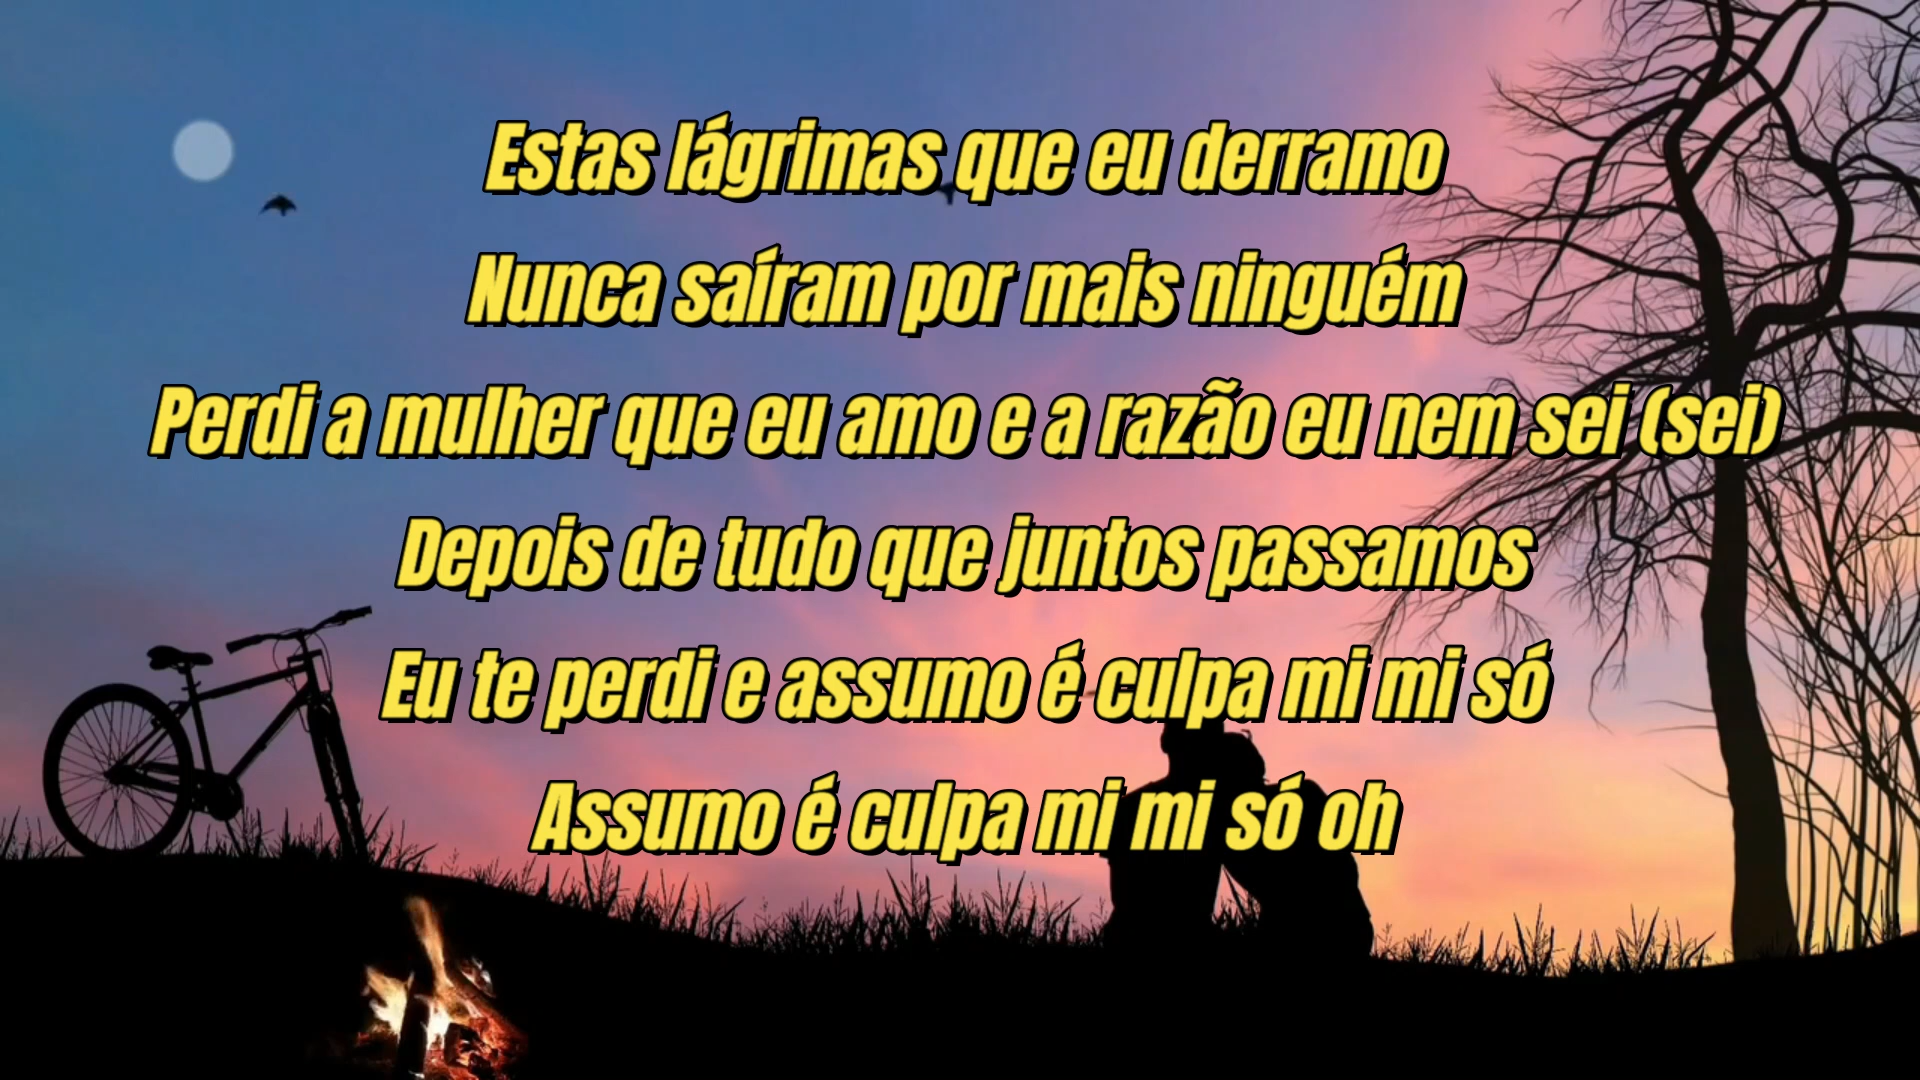 Estas lágrimas que eu derramo
Nunca saíram por mais ninguém
Perdi a mulher que eu amo e a razão eu nem sei (sei)
Depois de tudo que juntos passamos
Eu te perdi e assumo é culpa mi mi só
Assumo é culpa mi mi só oh